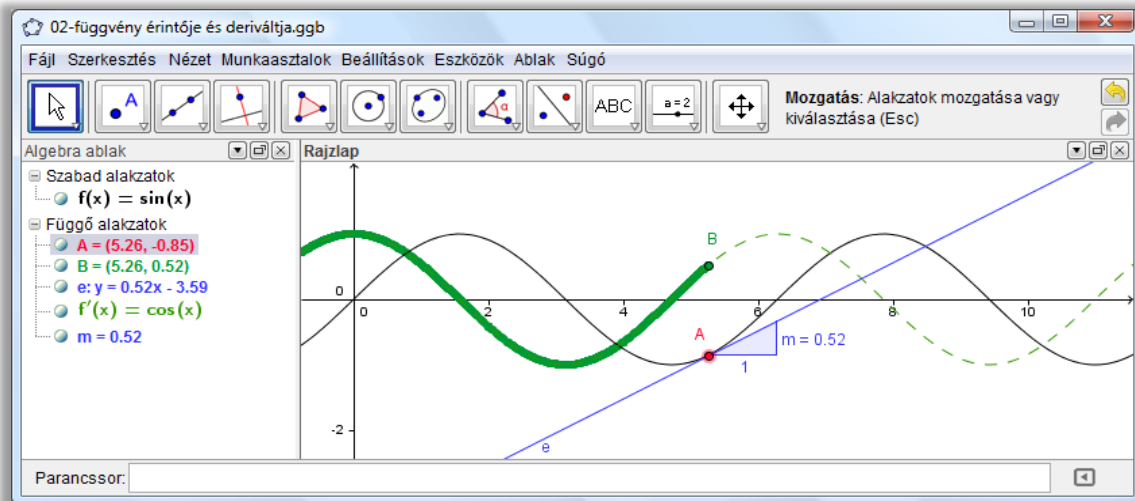 02-függvény érintője és deriváltja.ggb
Fájl Szerkesztés Nézet Munkaasztalok Beállítások Eszközök Ablak Súgó
A
α
ABC
a=2
Mozgatás: Alakzatok mozgatása vagy
kiválasztása (Esc)
Algebra ablak
Rajzlap
Szabad alakzatok
f(x) = sin(x)
Függő alakzatok
A = (5.26, -0.85)
B = (5.26, 0.52)
e: y = 0.52x - 3.59
f'(x) = cos(x)
m = 0.52
B
0
0 2 4 6 8 10
A
m = 0.52
1
-2
e
Parancssor: